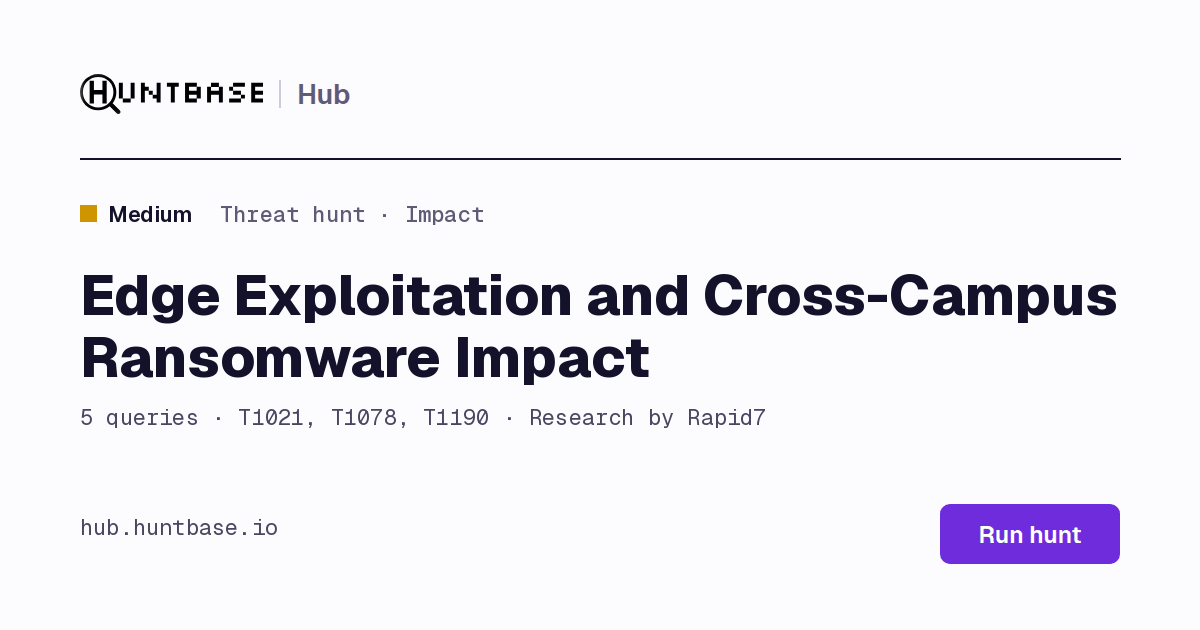 HUNTBASE Hub
Medium Threat hunt · Impact
Edge Exploitation and Cross-Campus
Ransomware Impact
5 queries · T1021, T1078, T1190 · Research by Rapid7
hub.huntbase.io
Run hunt